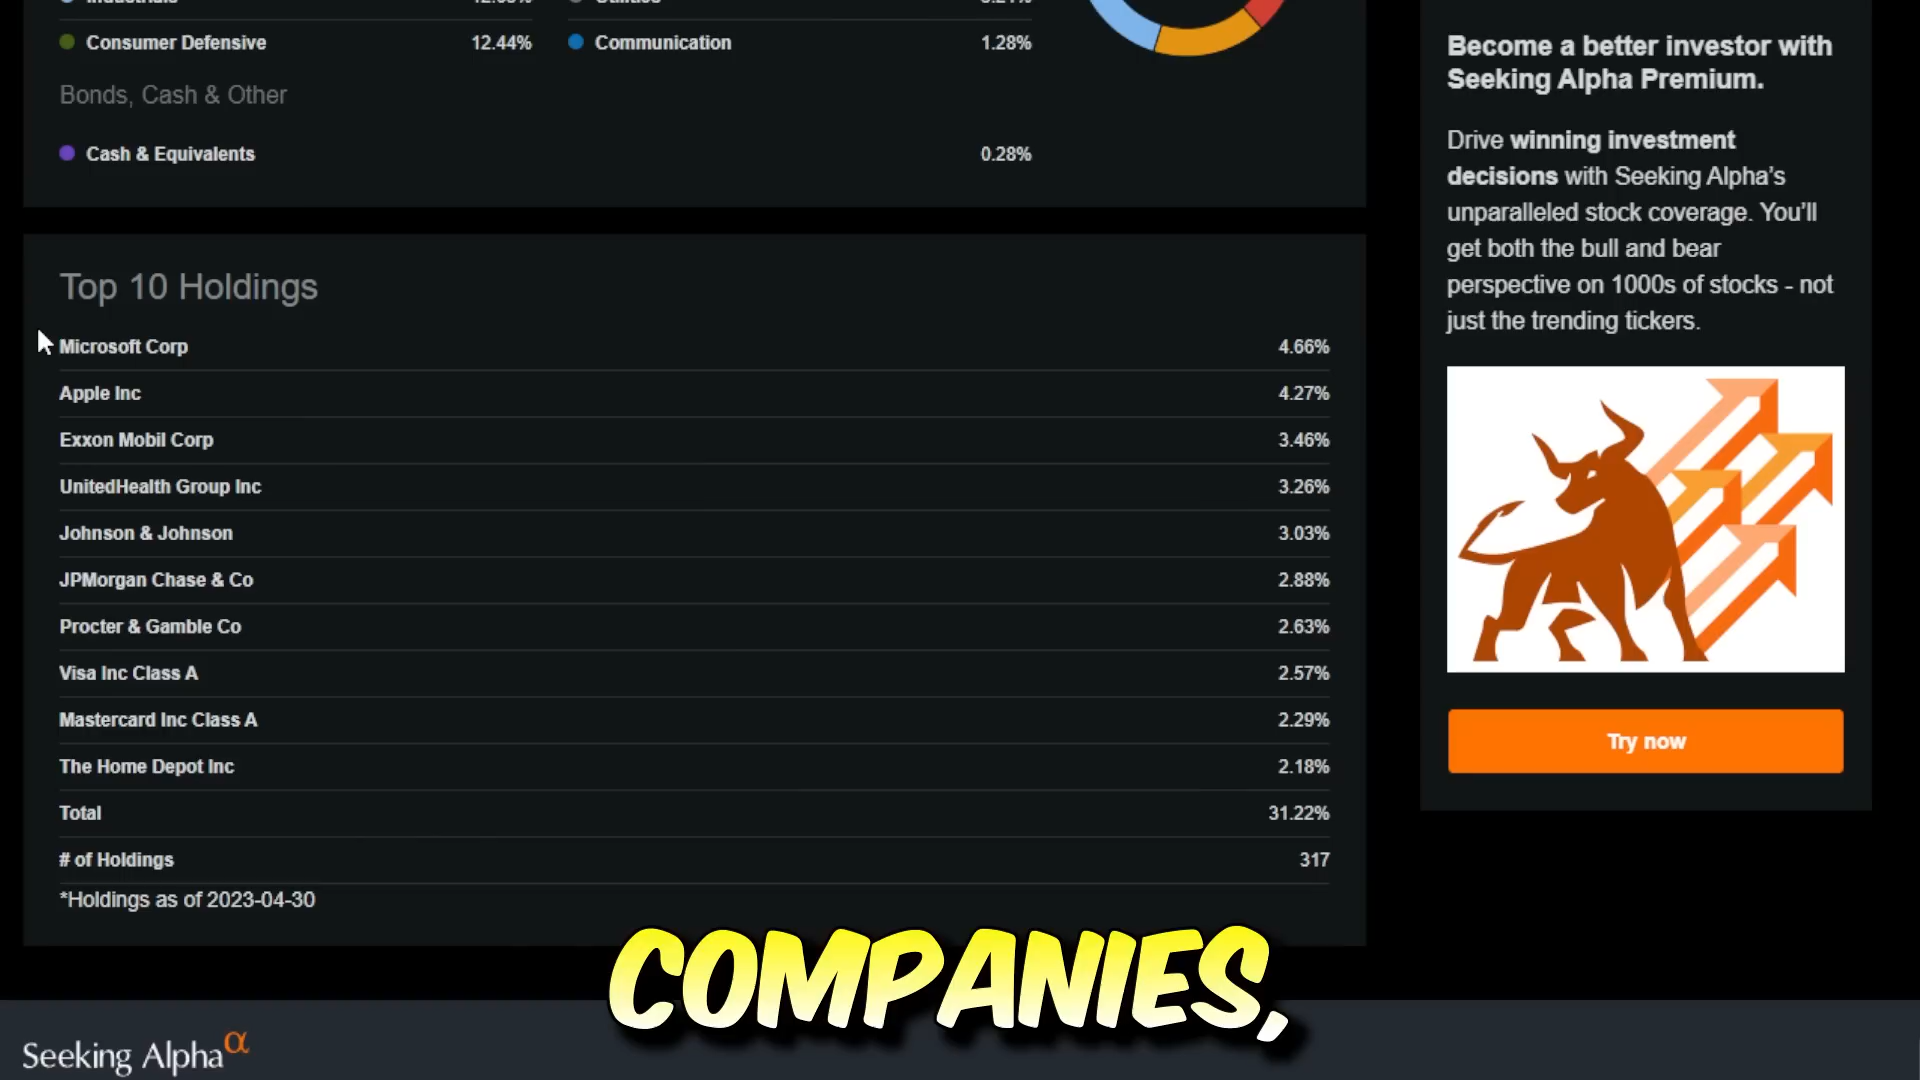 Consumer Defensive 12.44% Communication 1.28%
Bonds, Cash & Other
Cash & Equivalents 0.28%
Top 10 Holdings
Microsoft Corp 4.66%
Apple Inc 4.27%
Exxon Mobil Corp 3.46%
UnitedHealth Group Inc 3.26%
Johnson & Johnson 3.03%
JPMorgan Chase & Co 2.88%
Procter & Gamble Co 2.63%
Visa Inc Class A 2.57%
Mastercard Inc Class A 2.29%
The Home Depot Inc 2.18%
Total 31.22%
# of Holdings 317
*Holdings as of 2023-04-30
Become a better investor with
Seeking Alpha Premium.
Drive winning investment
decisions with Seeking Alpha’s
unparalleled stock coverage. You’ll
get both the bull and bear
perspective on 1000s of stocks - not
just the trending tickers.
Try now
COMPANIES,
Seeking Alpha α